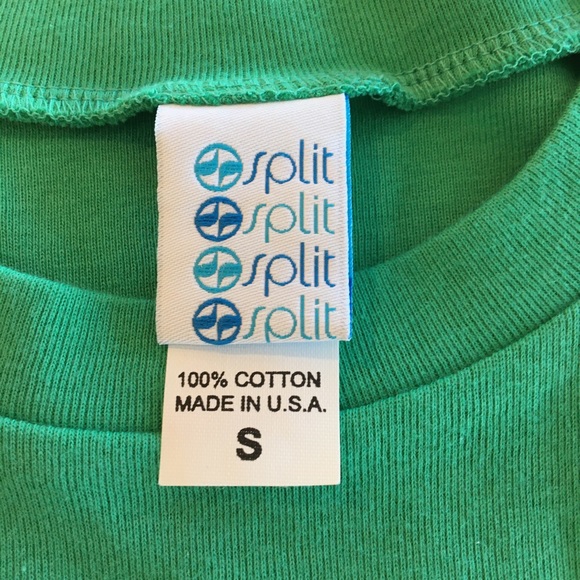 split
split
split
split
100% COTTON
MADE IN U.S.A.
S